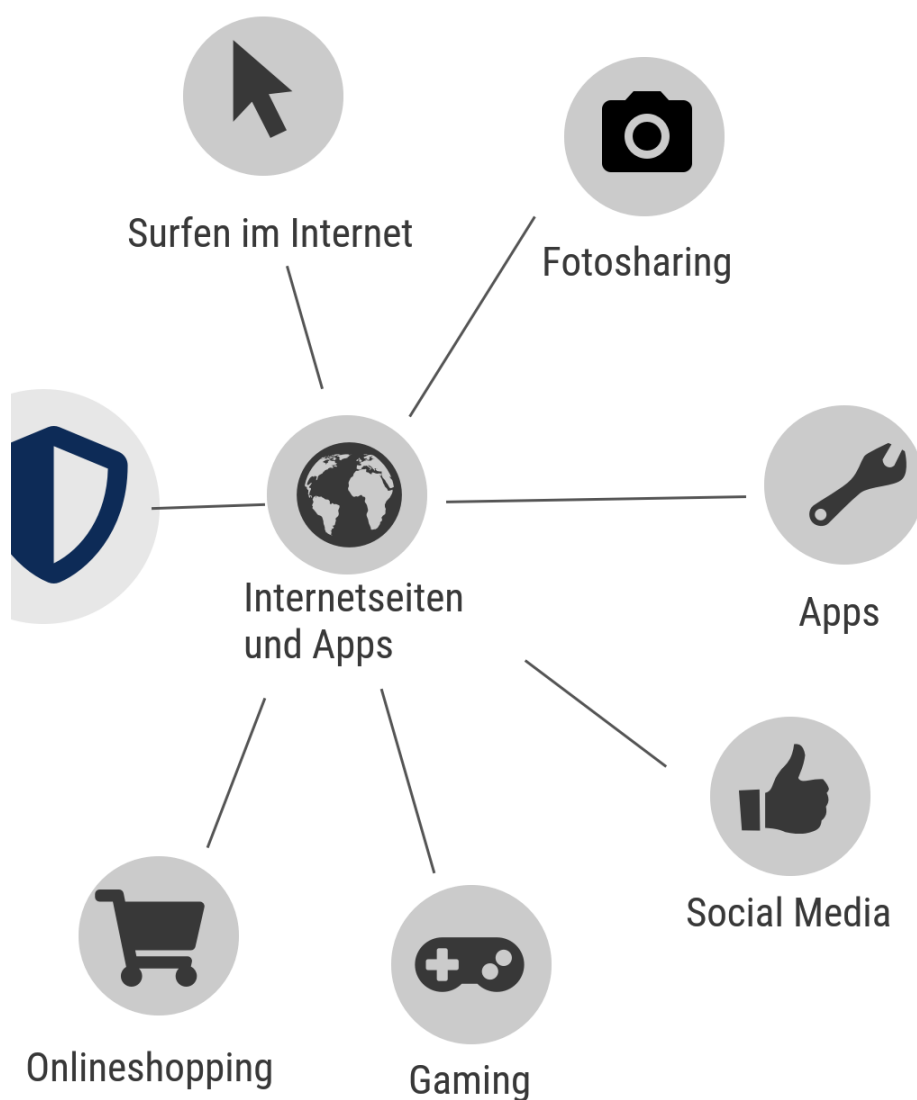 Surfen im Internet
Fotosharing
Internetseiten
und Apps
Apps
Social Media
Onlineshopping
Gaming